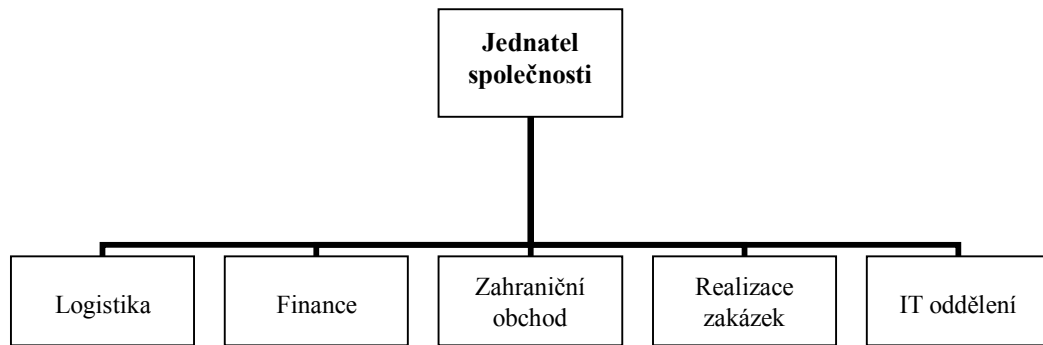 Jednatel
společnosti
Logistika
Finance
Zahraniční
obchod
Realizace
zakázek
IT oddělení